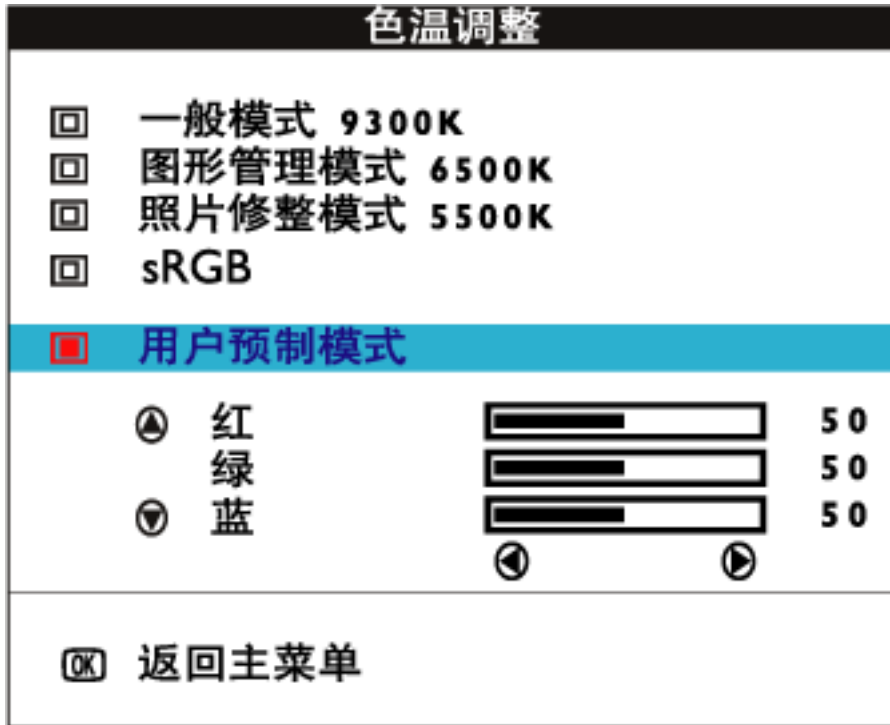 色温调整
一般模式 9300K
图形管理模式 6500K
照片修整模式 5500K
sRGB
用户预制模式
红 50
绿 50
蓝 50
OK 返回主菜单